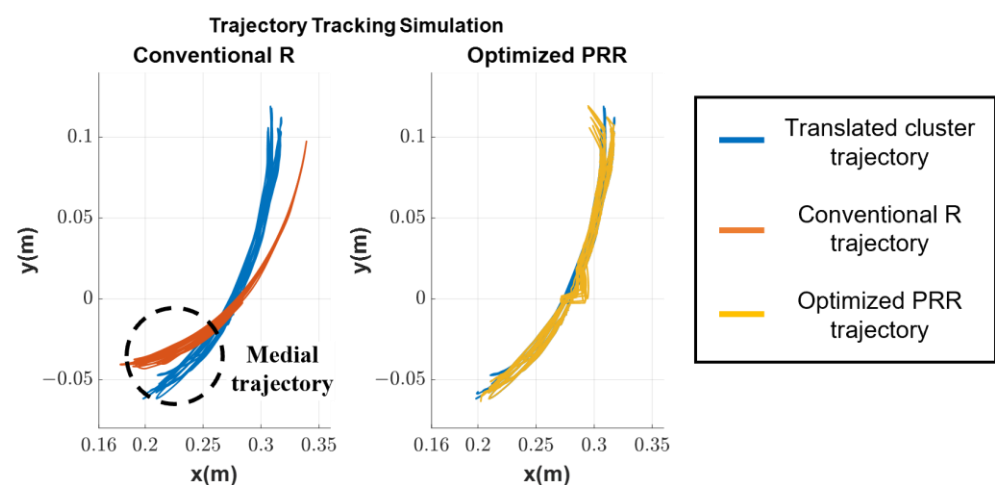 Trajectory Tracking Simulation
Conventional R
y(m)
0.1
0.05
0
−0.05
0.16
0.2
0.25
0.3
0.35
x(m)
Medial
trajectory
Optimized PRR
y(m)
0.1
0.05
0
−0.05
0.16
0.2
0.25
0.3
0.35
x(m)
Translated cluster
trajectory
Conventional R
trajectory
Optimized PRR
trajectory